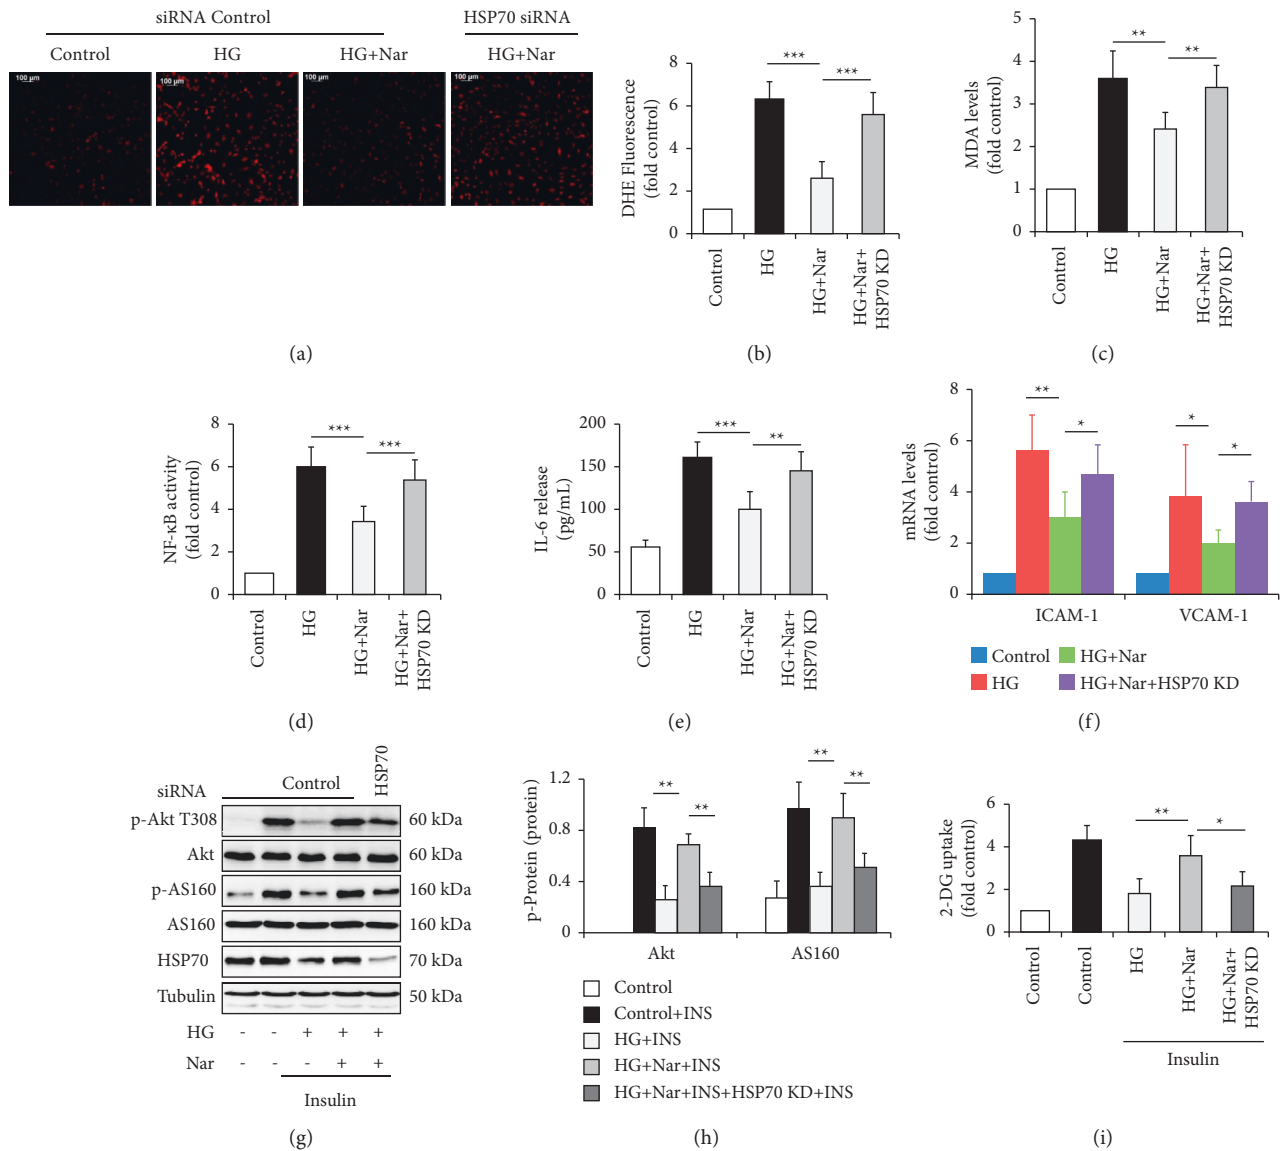 siRNA Control
HSP70 siRNA
Control
HG
HG+Nar
HG+Nar
100 µm
100 µm
100 µm
100 µm
(a)
DHE Fluorescence
(fold control)
8
6
4
2
0
***
***
Control
HG
HG+Nar
HG+Nar+
HSP70 KD
(b)
MDA levels
(fold control)
5
4
3
2
1
0
**
**
Control
HG
HG+Nar
HG+Nar+
HSP70 KD
(c)
NF-κB activity
(fold control)
8
6
4
2
0
***
***
Control
HG
HG+Nar
HG+Nar+
HSP70 KD
(d)
IL-6 release
(pg/mL)
200
150
100
50
0
***
**
Control
HG
HG+Nar
HG+Nar+
HSP70 KD
(e)
mRNA levels
(fold control)
8
6
4
2
0
**
*
*
*
ICAM-1
VCAM-1
Control
HG+Nar
HG
HG+Nar+HSP70 KD
(f)
siRNA
Control
HSP70
p-Akt T308
60 kDa
Akt
60 kDa
p-AS160
160 kDa
AS160
160 kDa
HSP70
70 kDa
Tubulin
50 kDa
HG - - + + +
Nar - - - + +
Insulin
(g)
p-Protein (protein)
1.2
0.8
0.4
0
**
**
**
**
Akt
AS160
Control
Control+INS
HG+INS
HG+Nar+INS
HG+Nar+INS+HSP70 KD+INS
(h)
2-DG uptake
(fold control)
6
4
2
0
**
*
Control
Control
HG
HG+Nar
HG+Nar+
HSP70 KD
Insulin
(i)